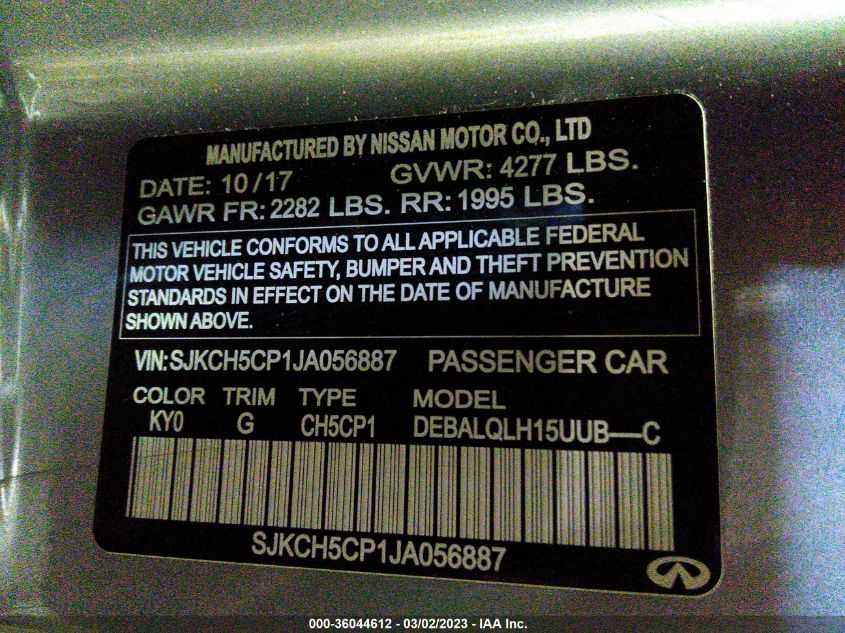 MANUFACTURED BY NISSAN MOTOR CO., LTD
DATE: 10/17 GVWR: 4277 LBS.
GAWR FR: 2282 LBS. RR: 1995 LBS.
THIS VEHICLE CONFORMS TO ALL APPLICABLE FEDERAL
MOTOR VEHICLE SAFETY, BUMPER AND THEFT PREVENTION
STANDARDS IN EFFECT ON THE DATE OF MANUFACTURE
SHOWN ABOVE.
VIN: SJKCH5CP1JA056887 PASSENGER CAR
COLOR TRIM TYPE MODEL
KY0 G CH5CP1 DEBALQLH15UUB—C
SJKCH5CP1JA056887
000-36044612 - 03/02/2023 - IAA Inc.